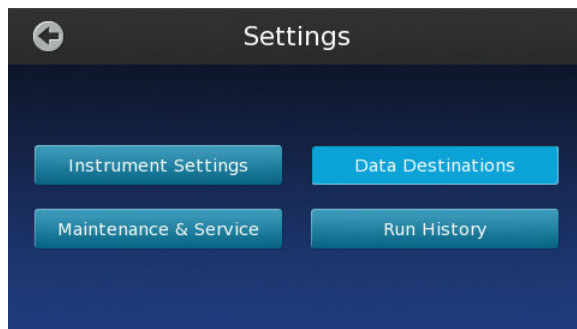 Settings
Instrument Settings
Data Destinations
Maintenance & Service
Run History